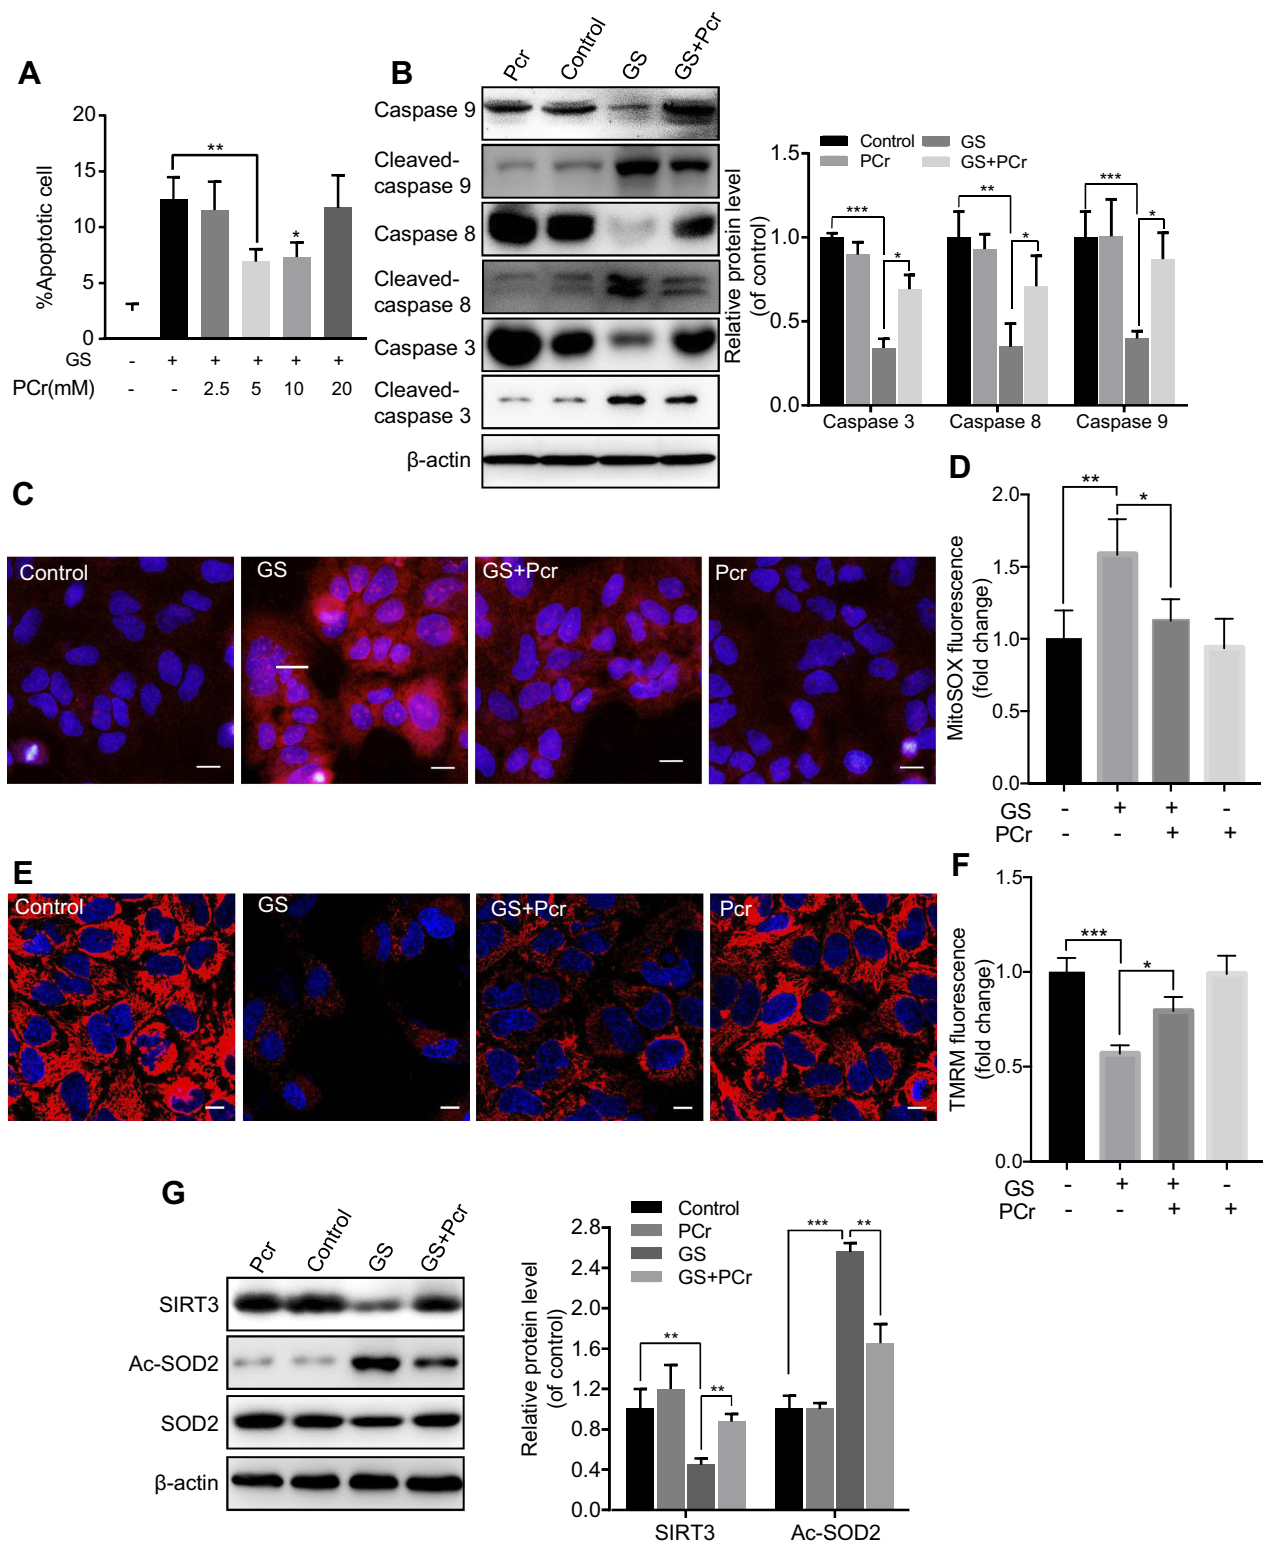 A
20
15
10
5
0
%Apoptotic cell
**
*
GS - + + + + +
PCr(mM) - - 2.5 5 10 20
B
Pcr Control GS GS+Pcr
Caspase 9
Cleaved-
caspase 9
Caspase 8
Cleaved-
caspase 8
Caspase 3
Cleaved-
caspase 3
β-actin
Control GS
PCr GS+PCr
Relative protein level
(of control)
1.5
1.0
0.5
0.0
*** * ** * *** *
Caspase 3 Caspase 8 Caspase 9
C
Control GS GS+Pcr Pcr
D
MitoSOX fluorescence
(fold change)
2.0
1.5
1.0
0.5
0.0
** *
GS - + + -
PCr - - + +
E
Control GS GS+Pcr Pcr
F
TMRM fluorescence
(fold change)
1.5
1.0
0.5
0.0
*** *
GS - + + -
PCr - - + +
G
Pcr Control GS GS+Pcr
SIRT3
Ac-SOD2
SOD2
β-actin
Control
PCr
GS
GS+PCr
Relative protein level
(of control)
2.8
2.4
2.0
1.6
1.2
0.8
0.4
0.0
** ** *** **
SIRT3 Ac-SOD2